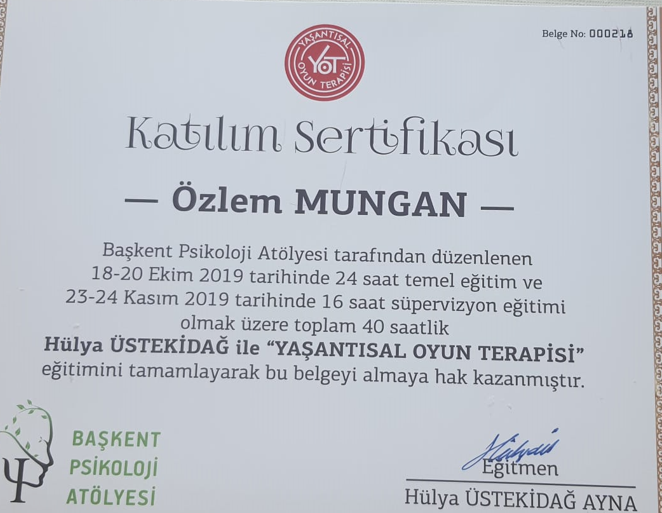 Belge No: 000218
YAŞANTISAL
YOT
OYUN TERAPİSİ
Katılım Sertifikası
— Özlem MUNGAN —
Başkent Psikoloji Atölyesi tarafından düzenlenen
18-20 Ekim 2019 tarihinde 24 saat temel eğitim ve
23-24 Kasım 2019 tarihinde 16 saat süpervizyon eğitimi
olmak üzere toplam 40 saatlik
Hülya ÜSTEKİDAĞ ile “YAŞANTISAL OYUN TERAPİSİ”
eğitimini tamamlayarak bu belgeyi almaya hak kazanmıştır.
BAŞKENT
PSİKOLOJİ
ATÖLYESİ
Eğitmen
Hülya ÜSTEKİDAĞ AYNA